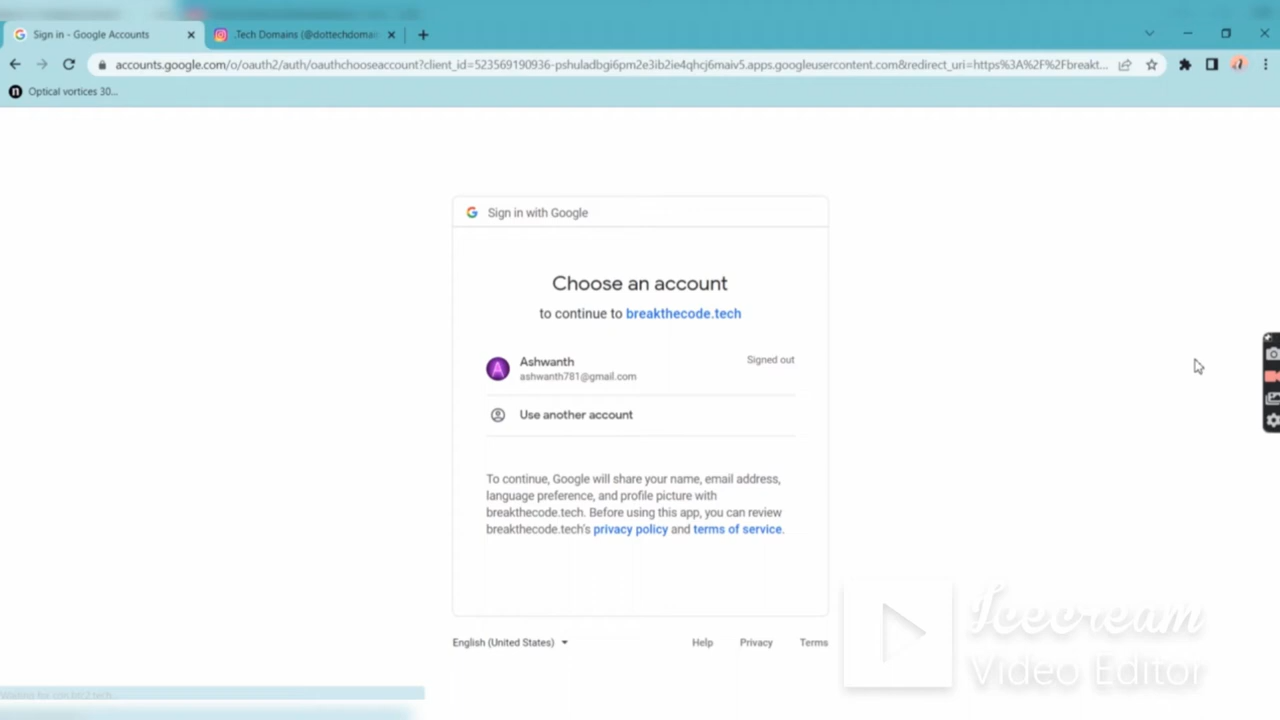 Sign in - Google Accounts
.Tech Domains (@dottechdomai
accounts.google.com/o/oauth2/auth/oauthchooseaccount?client_id=523569190936-pshuladbgi6pm2e3ib2ie4qhcj6maiv5.apps.googleusercontent.com&redirect_uri=https%3A%2F%2Fbreakt...
n Optical vortices 30...
Sign in with Google
Choose an account
to continue to breakthecode.tech
A
Ashwanth
Signed out
ashwanth781@gmail.com
Use another account
To continue, Google will share your name, email address,
language preference, and profile picture with
breakthecode.tech. Before using this app, you can review
breakthecode.tech's privacy policy and terms of service.
English (United States)
Help
Privacy
Terms
Icecream
Video Editor